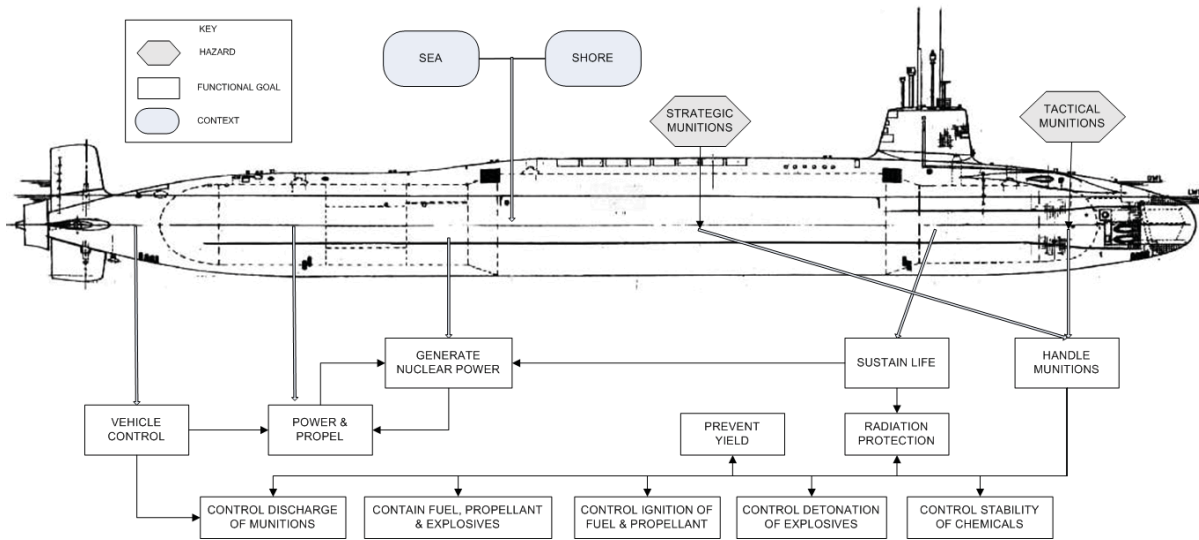 KEY
HAZARD
FUNCTIONAL GOAL
CONTEXT
SEA
SHORE
STRATEGIC
MUNITIONS
TACTICAL
MUNITIONS
DWL
GENERATE
NUCLEAR POWER
SUSTAIN LIFE
HANDLE
MUNITIONS
VEHICLE
CONTROL
POWER &
PROPEL
PREVENT
YIELD
RADIATION
PROTECTION
CONTROL DISCHARGE
OF MUNITIONS
CONTAIN FUEL,
PROPELLANT
& EXPLOSIVES
CONTROL IGNITION OF
FUEL & PROPELLANT
CONTROL DETONATION
OF EXPLOSIVES
CONTROL STABILITY
OF CHEMICALS